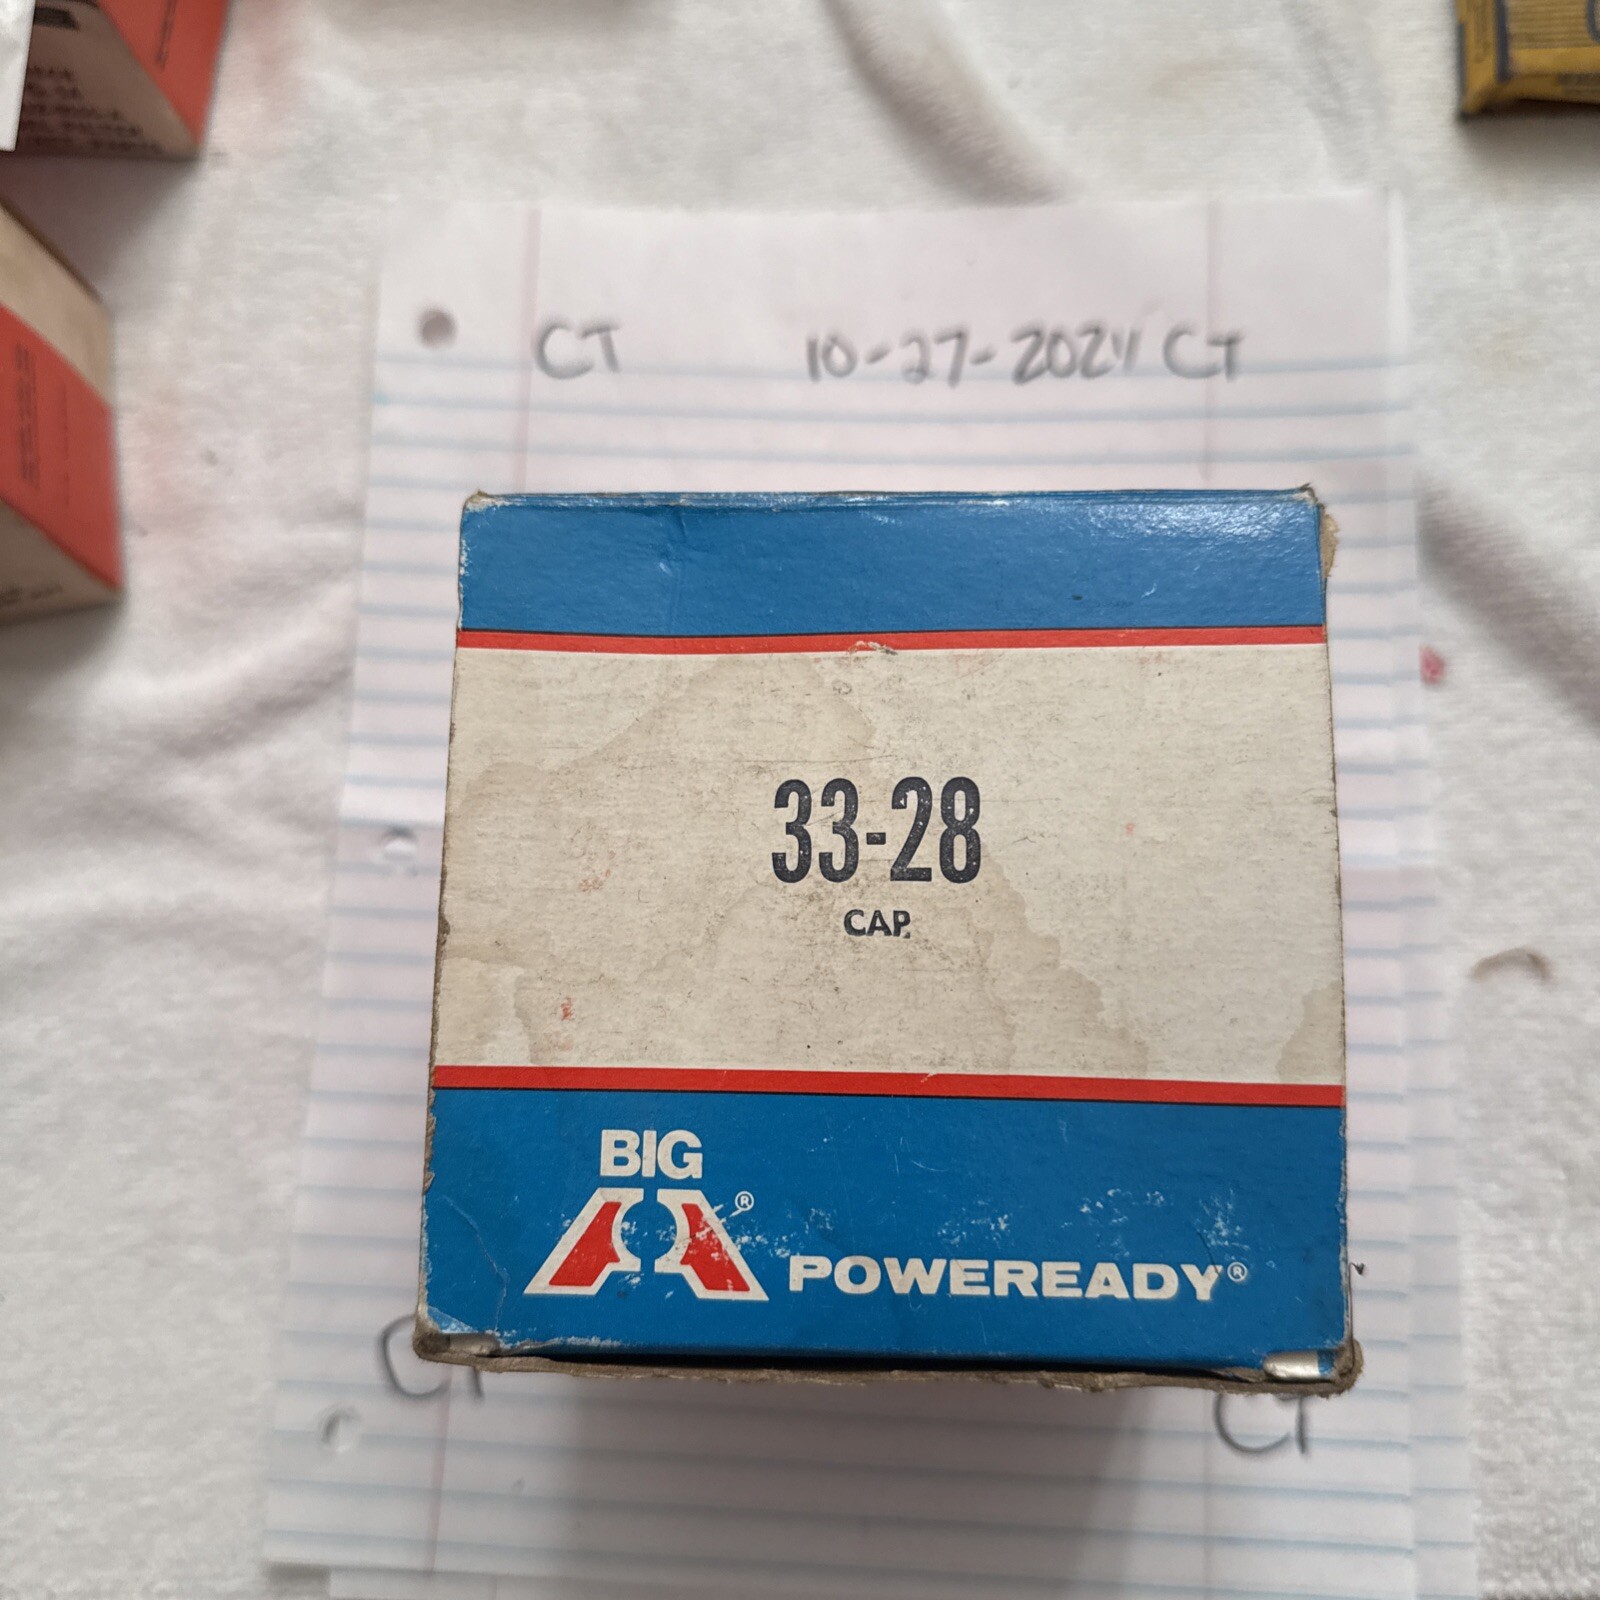 CT 10-27-2024 CT
33-28
CAP.
BIG
A®
POWEREADY®
CT CT